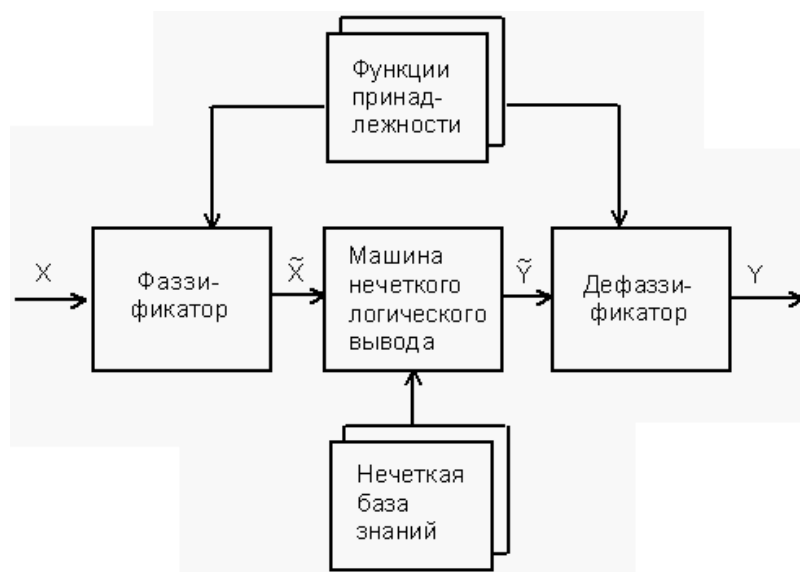 Функции
принад-
лежности
X
Фаззи-
фикатор
X̃
Машина
нечеткого
логического
вывода
Ỹ
Дефаззи-
фикатор
Y
Нечеткая
база
знаний